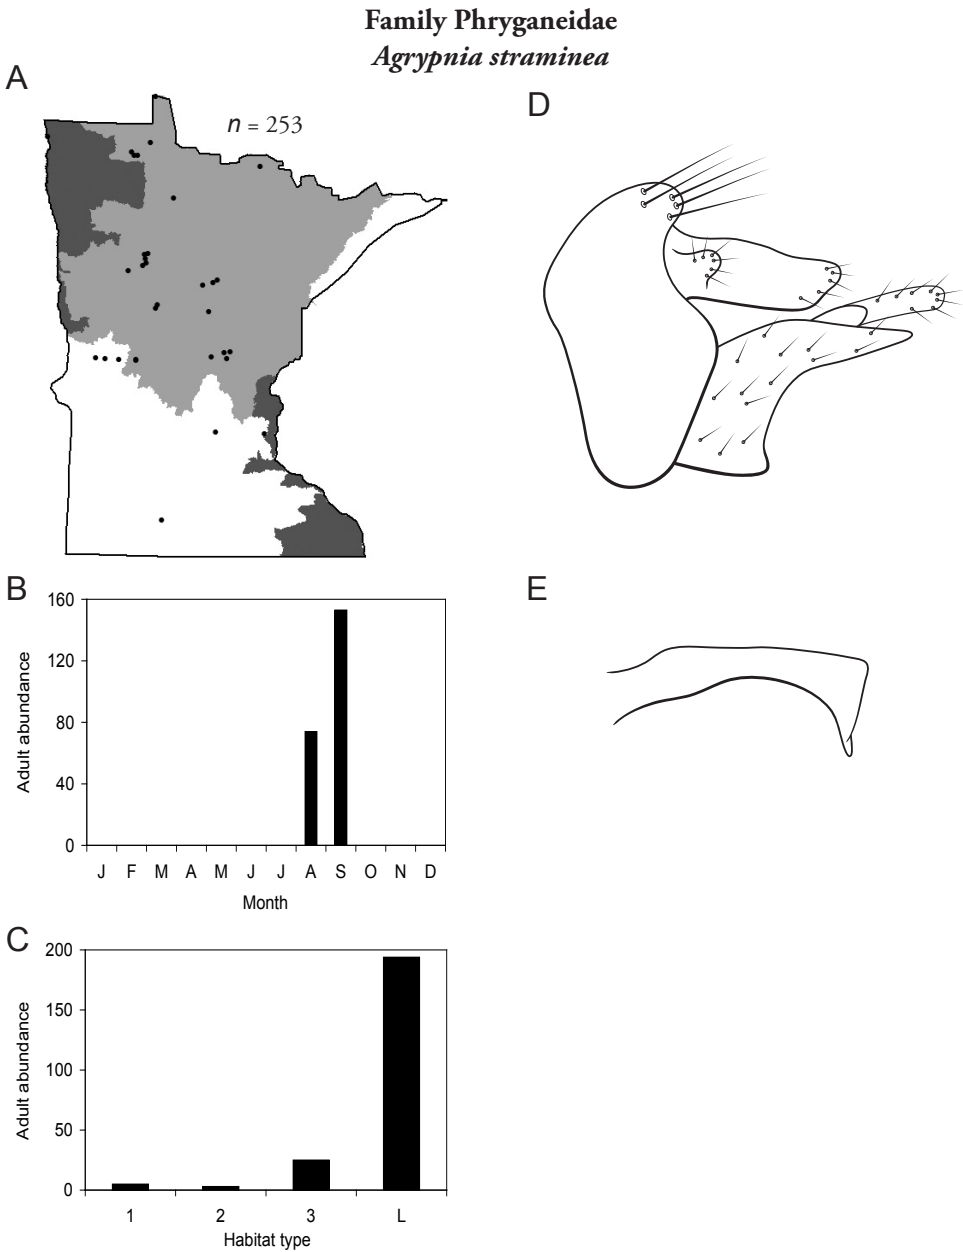 Family Phryganeidae
Agrypnia straminea
A
n = 253
D
B
160
120
80
40
0
Adult abundance
J F M A M J J A S O N D
Month
E
C
200
150
100
50
0
Adult abundance
1 2 3 L
Habitat type